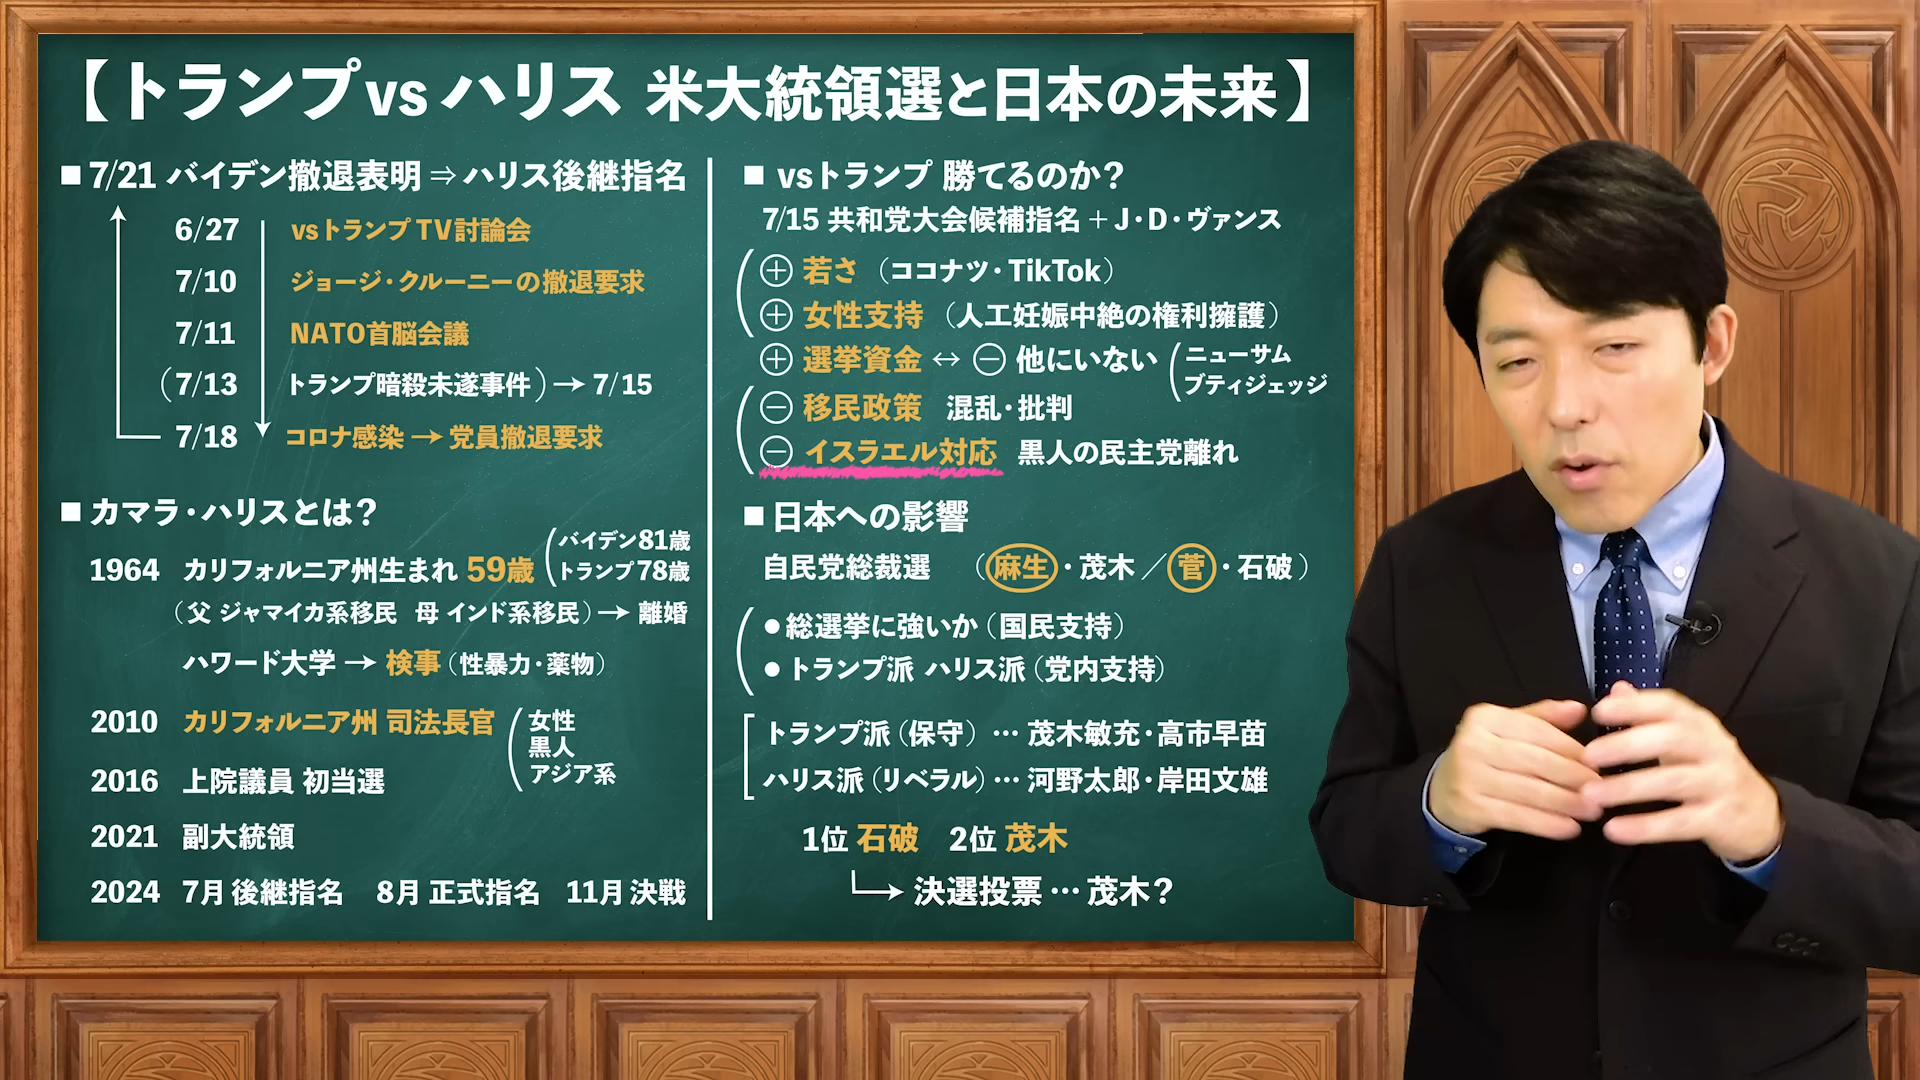 【トランプvsハリス 米大統領選と日本の未来】
■7/21 バイデン撤退表明⇒ハリス後継指名
6/27 vsトランプTV討論会
7/10 ジョージ・クルーニーの撤退要求
7/11 NATO首脳会議
(7/13 トランプ暗殺未遂事件)→7/15
7/18 コロナ感染→党員撤退要求
■カマラ・ハリスとは?
1964 カリフォルニア州生まれ 59歳
(バイデン81歳
トランプ78歳
(父 ジャマイカ系移民 母 インド系移民)→ 離婚
ハワード大学 → 検事(性暴力・薬物)
2010 カリフォルニア州 司法長官
(女性
黒人
アジア系
2016 上院議員 初当選
2021 副大統領
2024 7月 後継指名 8月 正式指名 11月 決戦
■ vsトランプ 勝てるのか?
7/15 共和党大会候補指名+J・D・ヴァンス
⊕ 若さ(ココナツ・TikTok)
⊕ 女性支持(人工妊娠中絶の権利擁護)
⊕ 選挙資金 ↔ ⊖ 他にいない
(ニューサム
ブティジェッジ
⊖ 移民政策 混乱・批判
⊖ イスラエル対応 黒人の民主党離れ
■日本への影響
自民党総裁選 (麻生・茂木/菅・石破)
●総選挙に強いか(国民支持)
●トランプ派 ハリス派(党内支持)
トランプ派(保守)…茂木敏充・高市早苗
ハリス派(リベラル)…河野太郎・岸田文雄
1位 石破 2位 茂木
→ 決選投票…茂木?